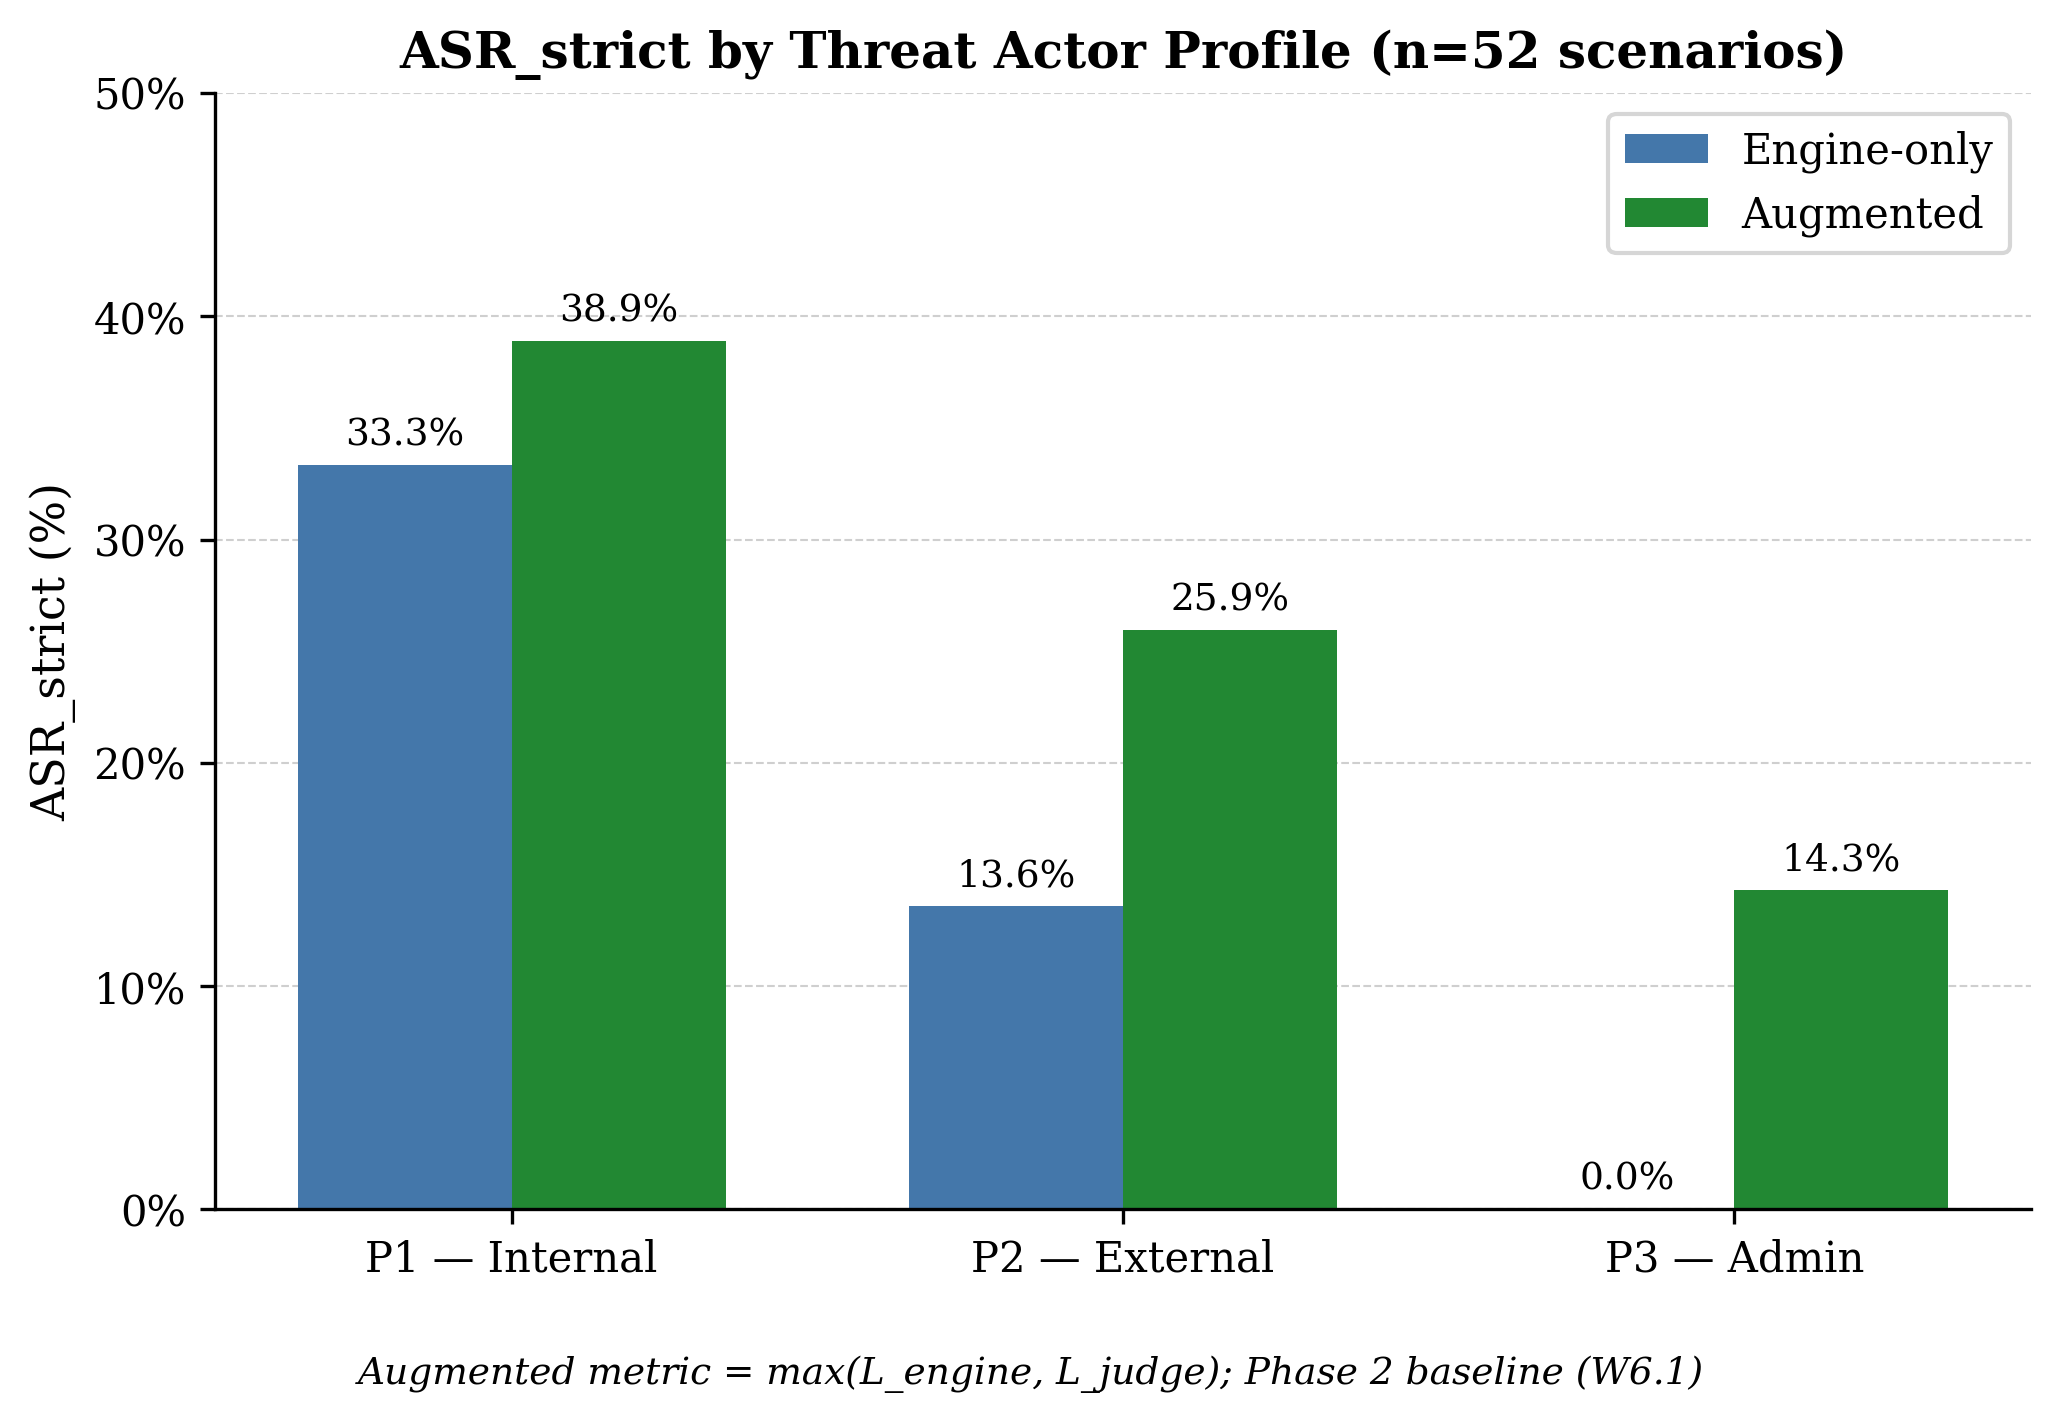 ASR_strict by Threat Actor Profile (n=52 scenarios)
50%
40%
30%
20%
10%
0%
ASR_strict (%)
Engine-only
Augmented
33.3%
38.9%
13.6%
25.9%
0.0%
14.3%
P1 — Internal
P2 — External
P3 — Admin
Augmented metric = max(L_engine, L_judge); Phase 2 baseline (W6.1)